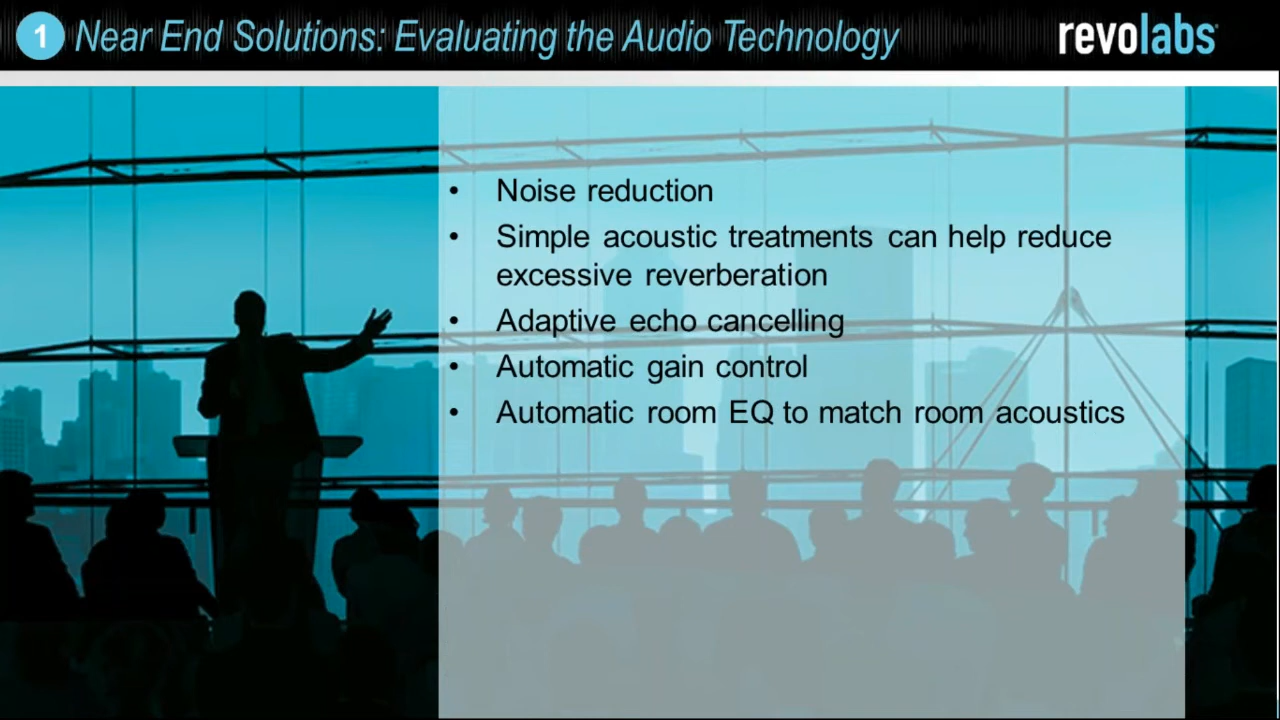 1 Near End Solutions: Evaluating the Audio Technology
revolabs
• Noise reduction
• Simple acoustic treatments can help reduce
excessive reverberation
• Adaptive echo cancelling
• Automatic gain control
• Automatic room EQ to match room acoustics